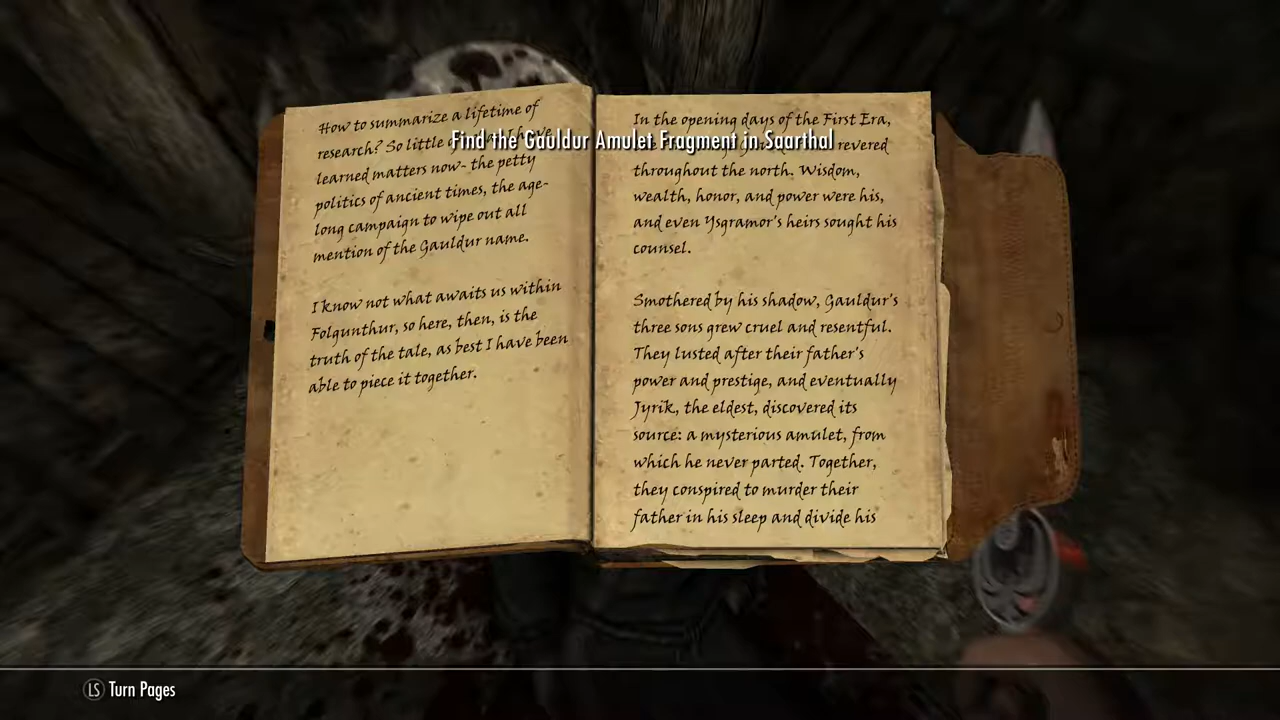 How to summarize a lifetime of
research? So little have
learned matters now- the petty
politics of ancient times, the age-
long campaign to wipe out all
mention of the Gauldur name.
I know not what awaits us within
Folgunthur, so here, then, is the
truth of the tale, as best I have been
able to piece it together.
In the opening days of the First Era,
revered
throughout the north. Wisdom,
wealth, honor, and power were his,
and even Ysgramor's heirs sought his
counsel.
Smothered by his shadow, Gauldur's
three sons grew cruel and resentful.
They lusted after their father's
power and prestige, and eventually
Jyrik, the eldest, discovered its
source: a mysterious amulet, from
which he never parted. Together,
they conspired to murder their
father in his sleep and divide his
Find the Gauldur Amulet Fragment in Saarthal
LS Turn Pages